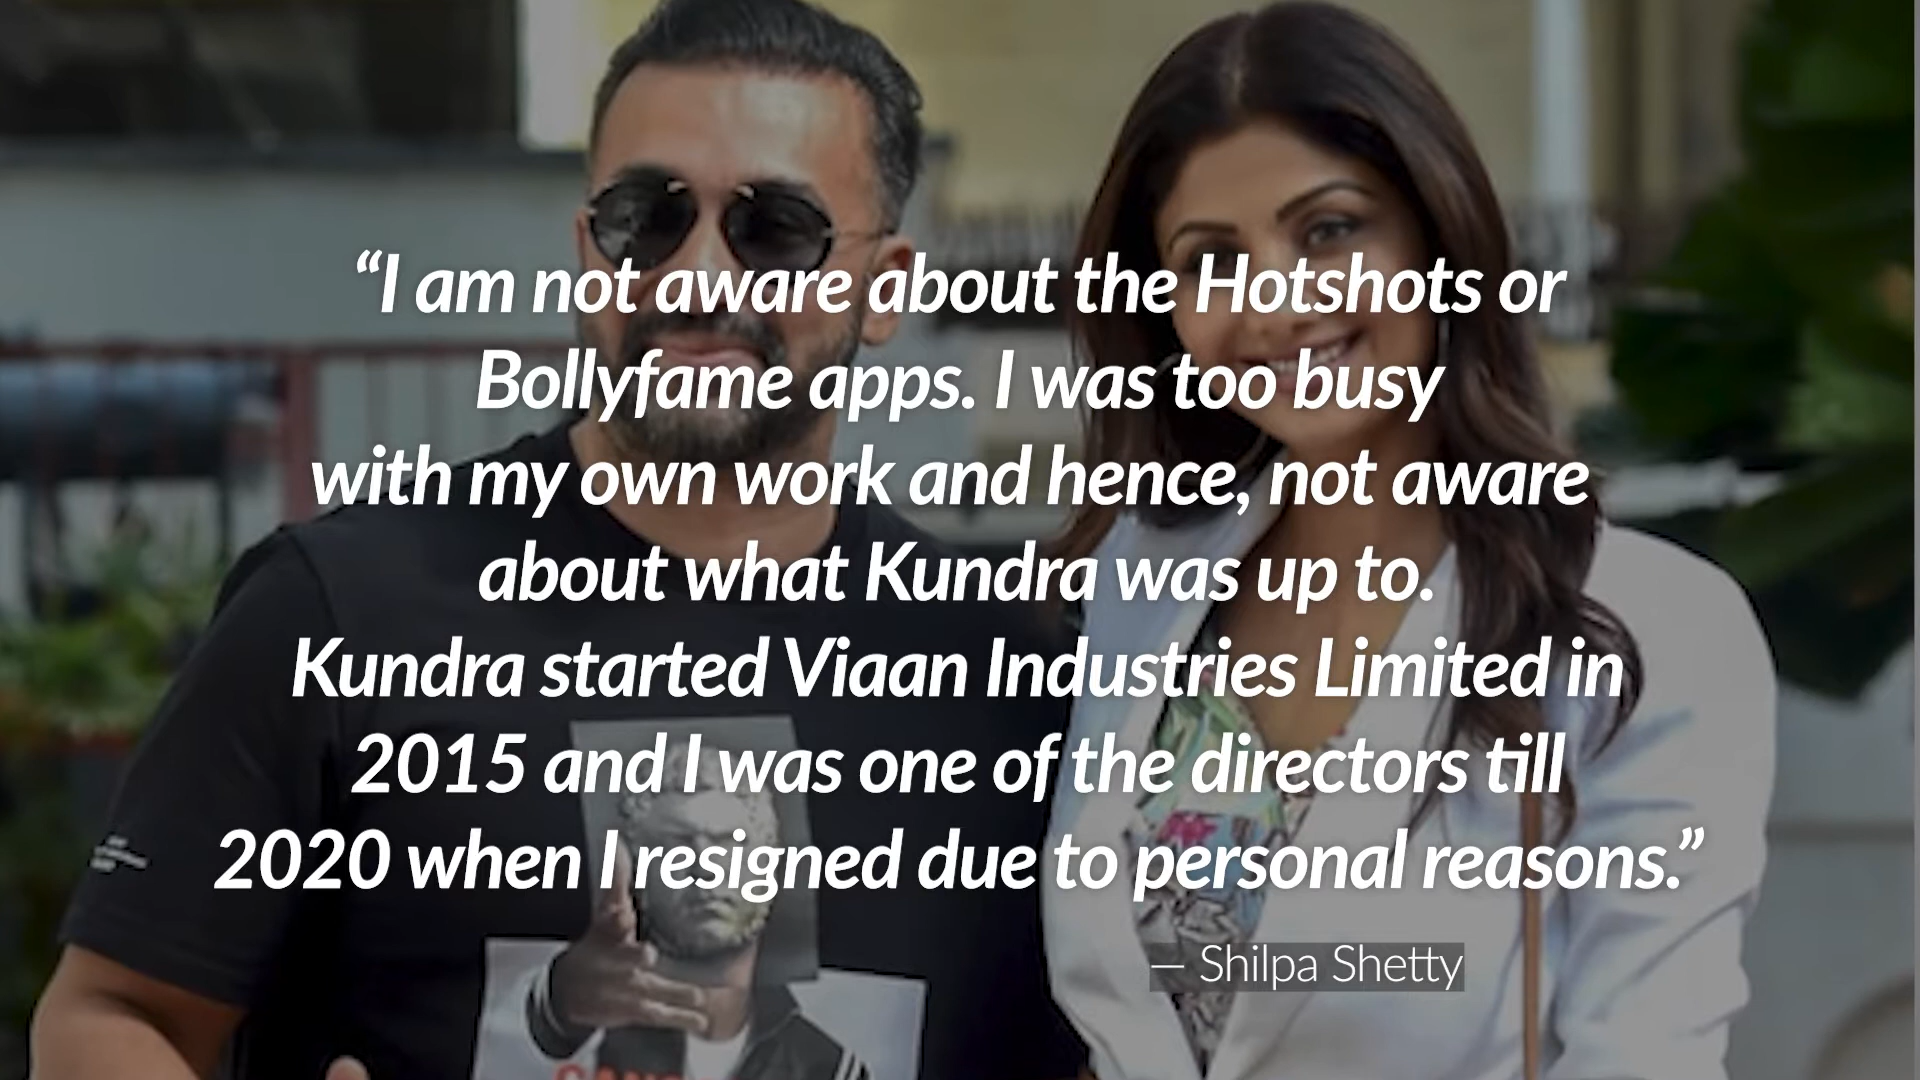 “I am not aware about the Hotshots or
Bollyfame apps. I was too busy
with my own work and hence, not aware
about what Kundra was up to.
Kundra started Viaan Industries Limited in
2015 and I was one of the directors till
2020 when I resigned due to personal reasons.”
— Shilpa Shetty